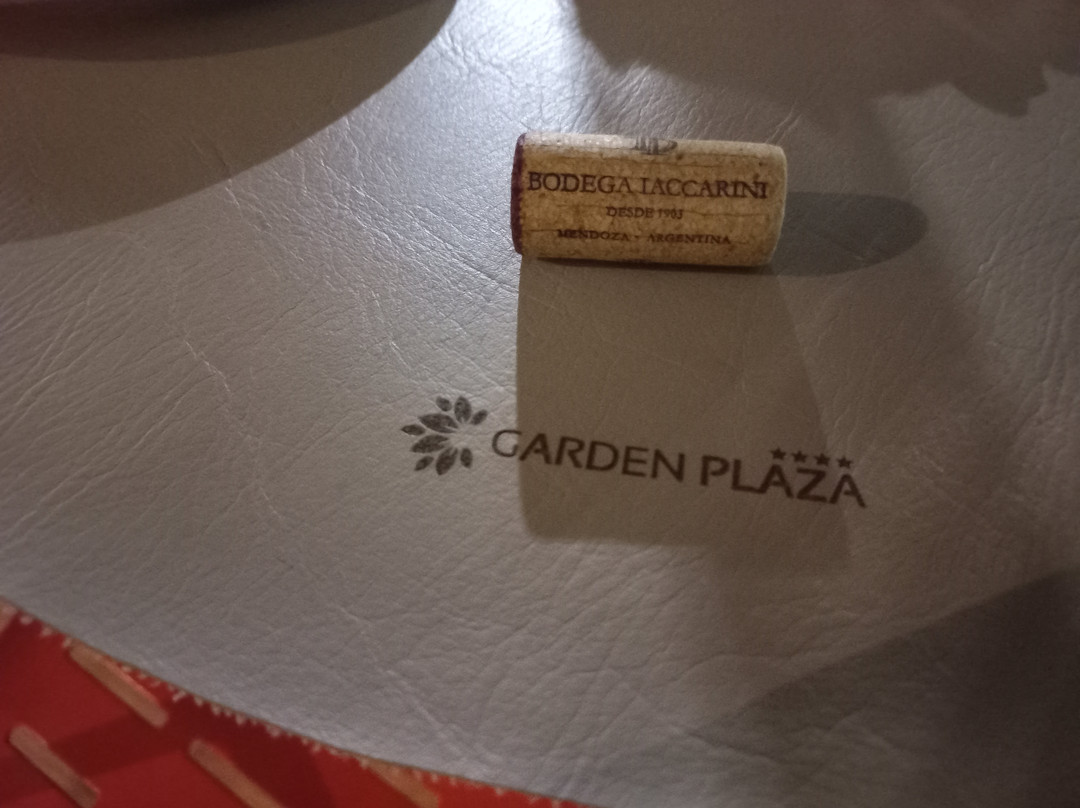 BODEGA IACCARINI
DESDE 1903
MENDOZA - ARGENTINA
GARDEN PLAZA